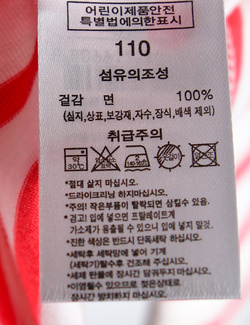 어린이제품안전
특별법에의한표시
110
섬유의조성
겉감 면 100%
(심지,상표,보강재,자수,장식,배색 제외)
취급주의
*절대 삶지 마십시오.
*드라이크리닝 하지마십시오.
*주의! 작은부품이 탈락되면 삼킬수 있음.
*경고! 입에 넣으면 프탈레이트계
가소제가 용출될 수 있으니 입에 넣지 말것.
*진한 색상은 반드시 단독세탁 하십시오.
*세탁후 세탁망에 넣어 기계
(세탁기)탈수후 건조해 주십시오.
*세제 탄물에 장시간 담궈두지 마십시오.
*이염될수 있으므로 젖은상태로
장시간 방치하지 마십시오.